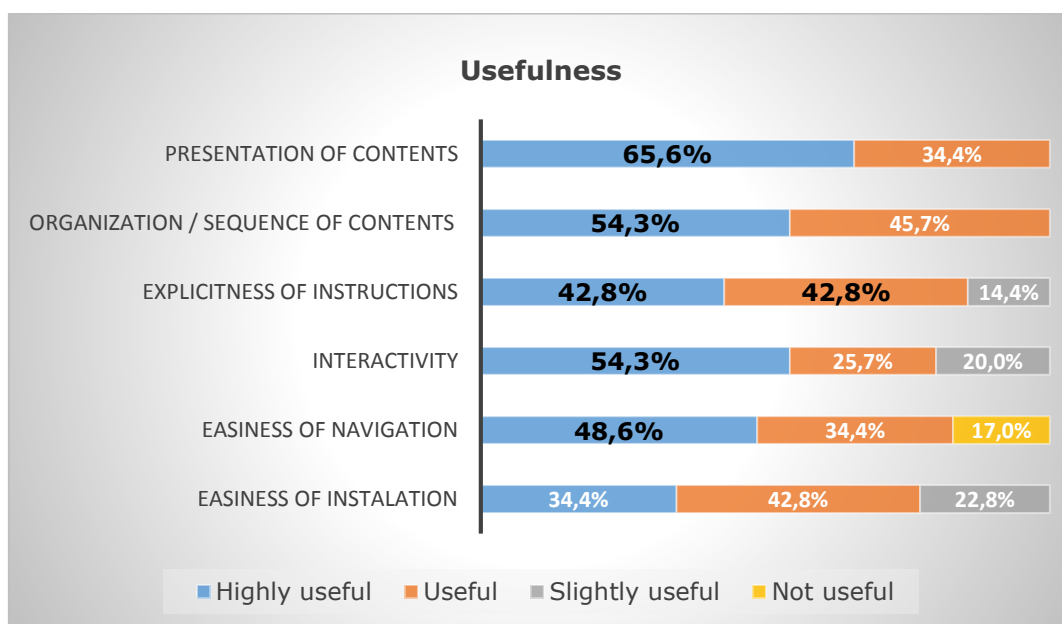 Usefulness
PRESENTATION OF CONTENTS
65,6%
34,4%
ORGANIZATION / SEQUENCE OF CONTENTS
54,3%
45,7%
EXPLICITNESS OF INSTRUCTIONS
42,8%
42,8%
14,4%
INTERACTIVITY
54,3%
25,7%
20,0%
EASINESS OF NAVIGATION
48,6%
34,4%
17,0%
EASINESS OF INSTALATION
34,4%
42,8%
22,8%
Highly useful
Useful
Slightly useful
Not useful